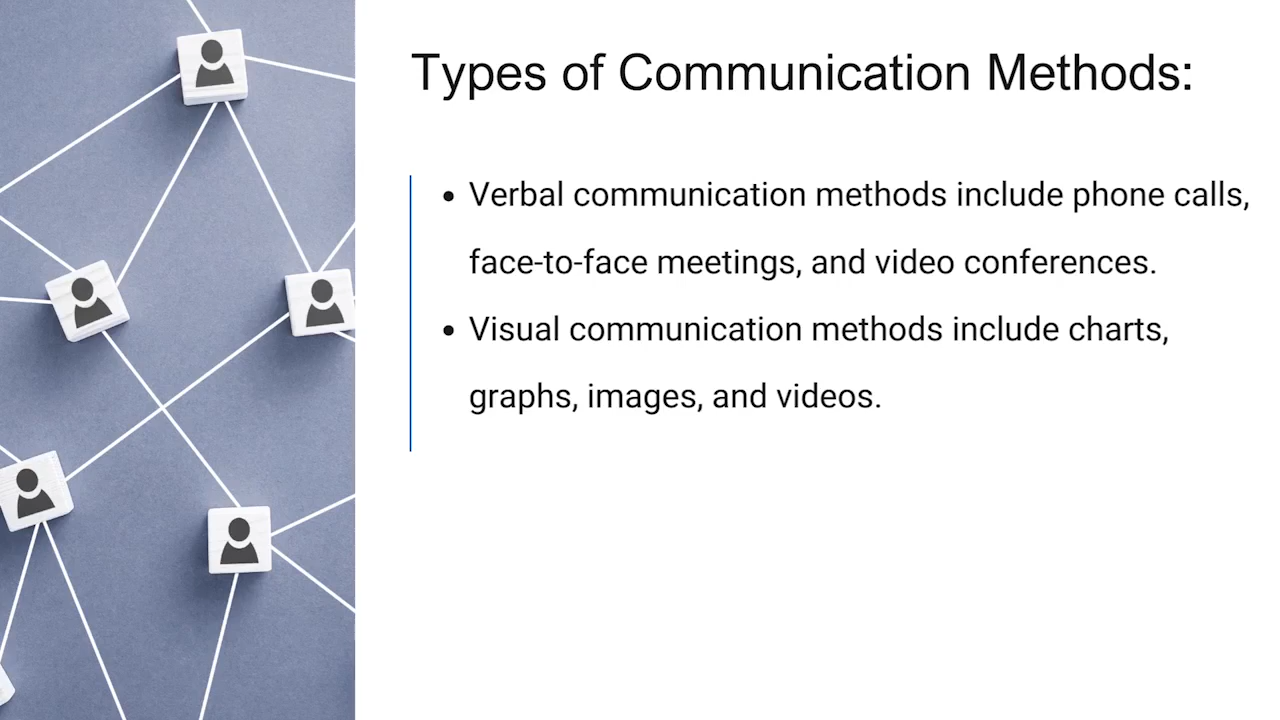 Types of Communication Methods:
• Verbal communication methods include phone calls,
face-to-face meetings, and video conferences.
• Visual communication methods include charts,
graphs, images, and videos.